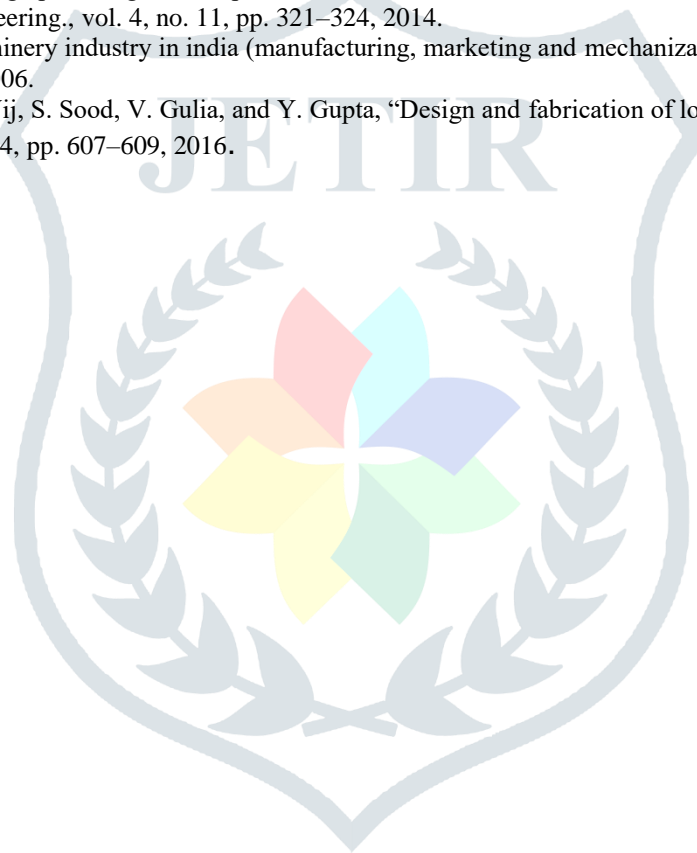 eering., vol. 4, no. 11, pp. 321–324, 2014.
inery industry in india (manufacturing, marketing and mechaniza
06.
ij, S. Sood, V. Gulia, and Y. Gupta, “Design and fabrication of lo
4, pp. 607–609, 2016.
JETIR